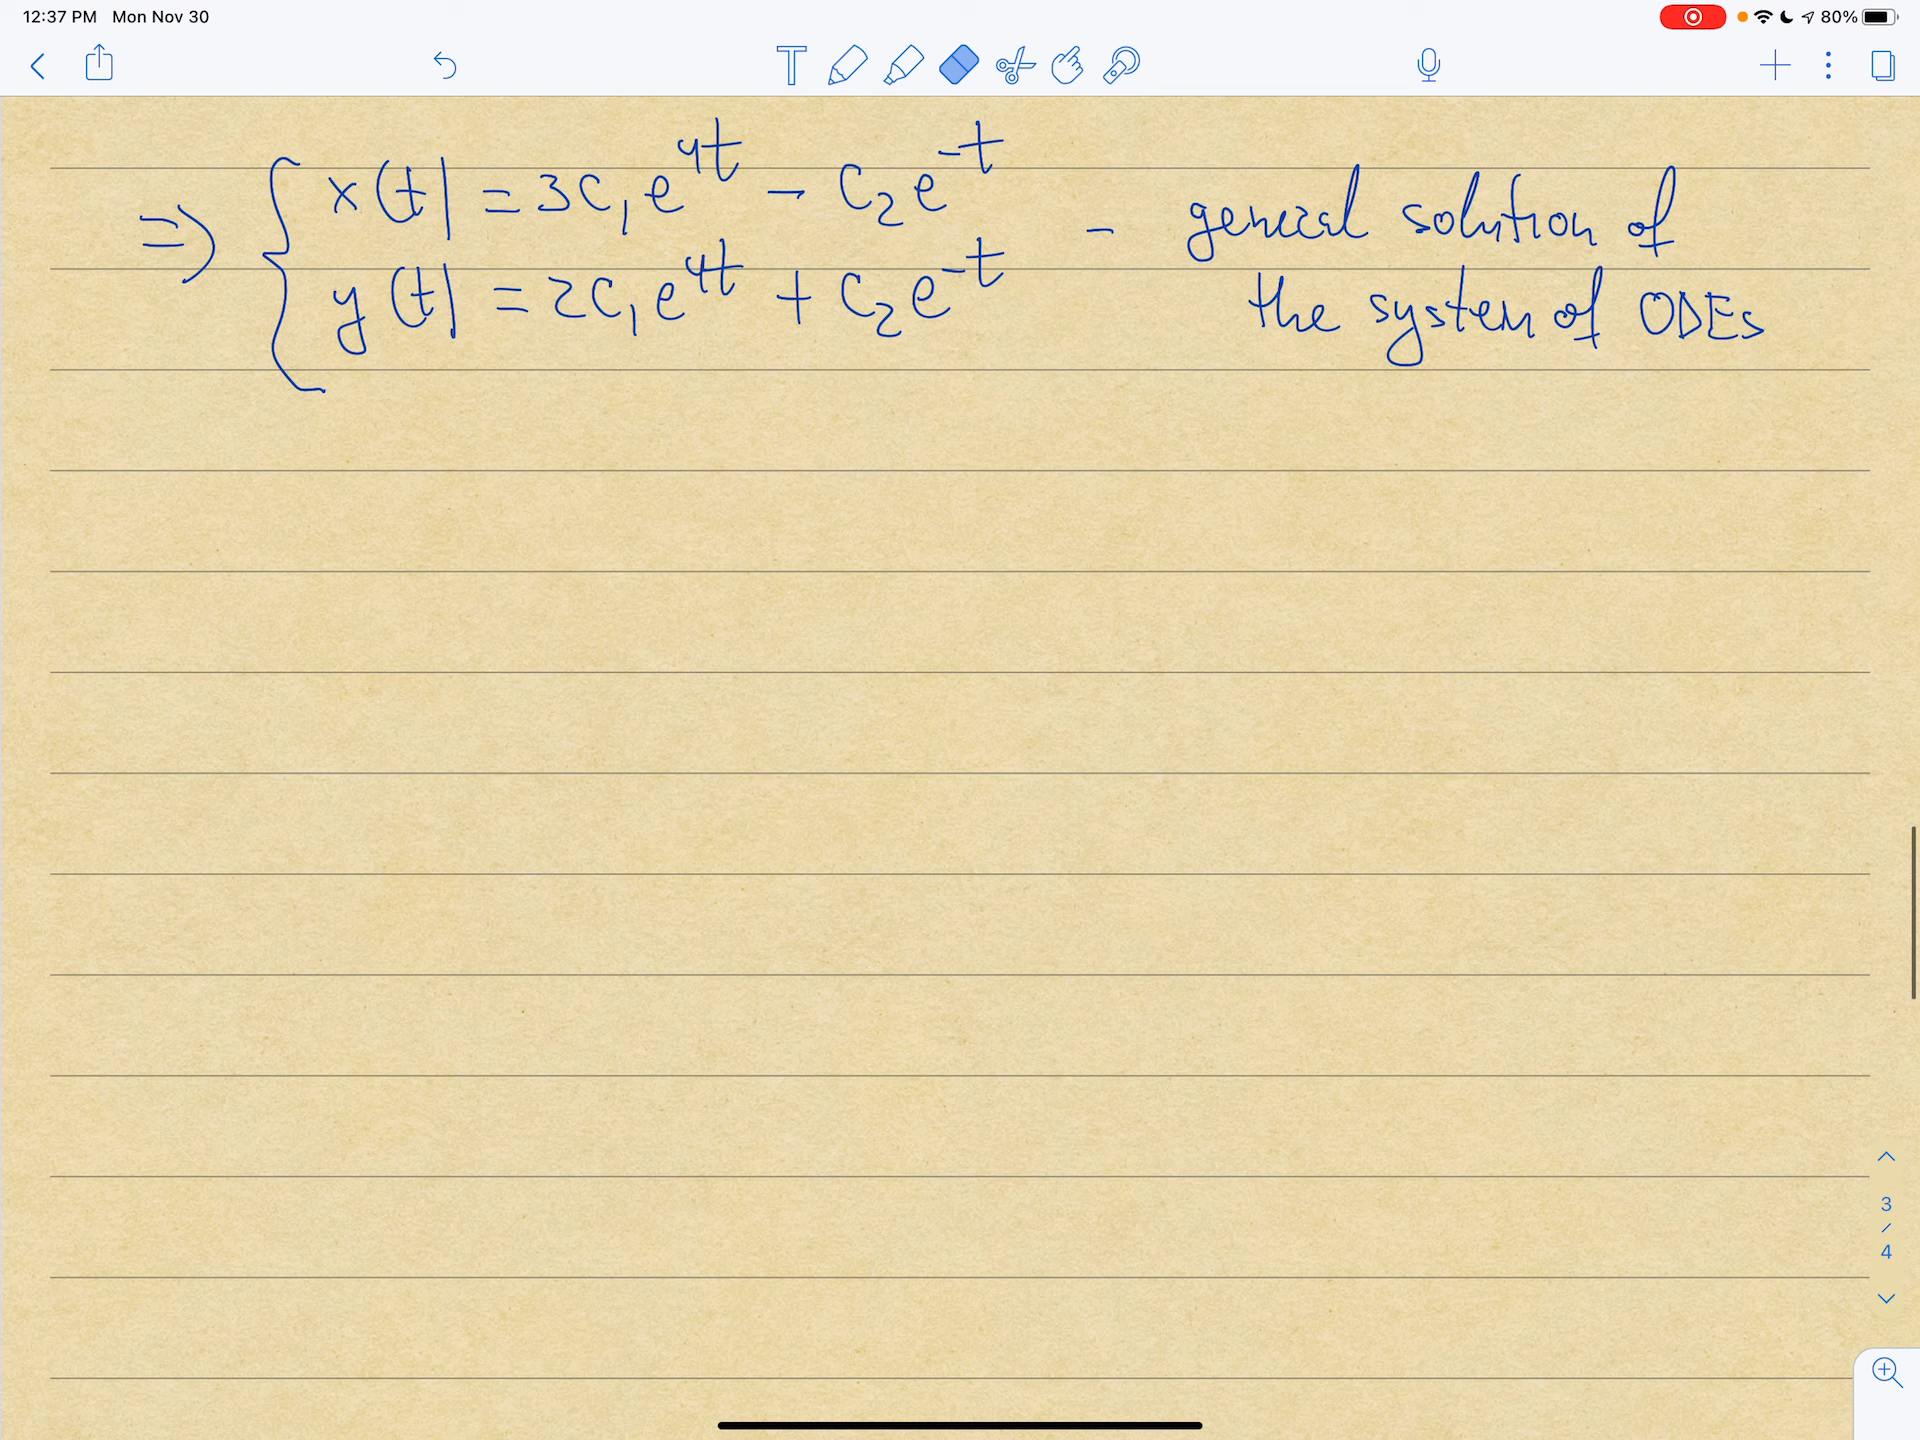 12:37 PM Mon Nov 30
80%
T
=> { x(t) = 3c₁e^{4t} − c₂e^{−t}
y(t) = 2c₁e^{4t} + c₂e^{−t}
– general solution of
the system of ODEs
3
/
4